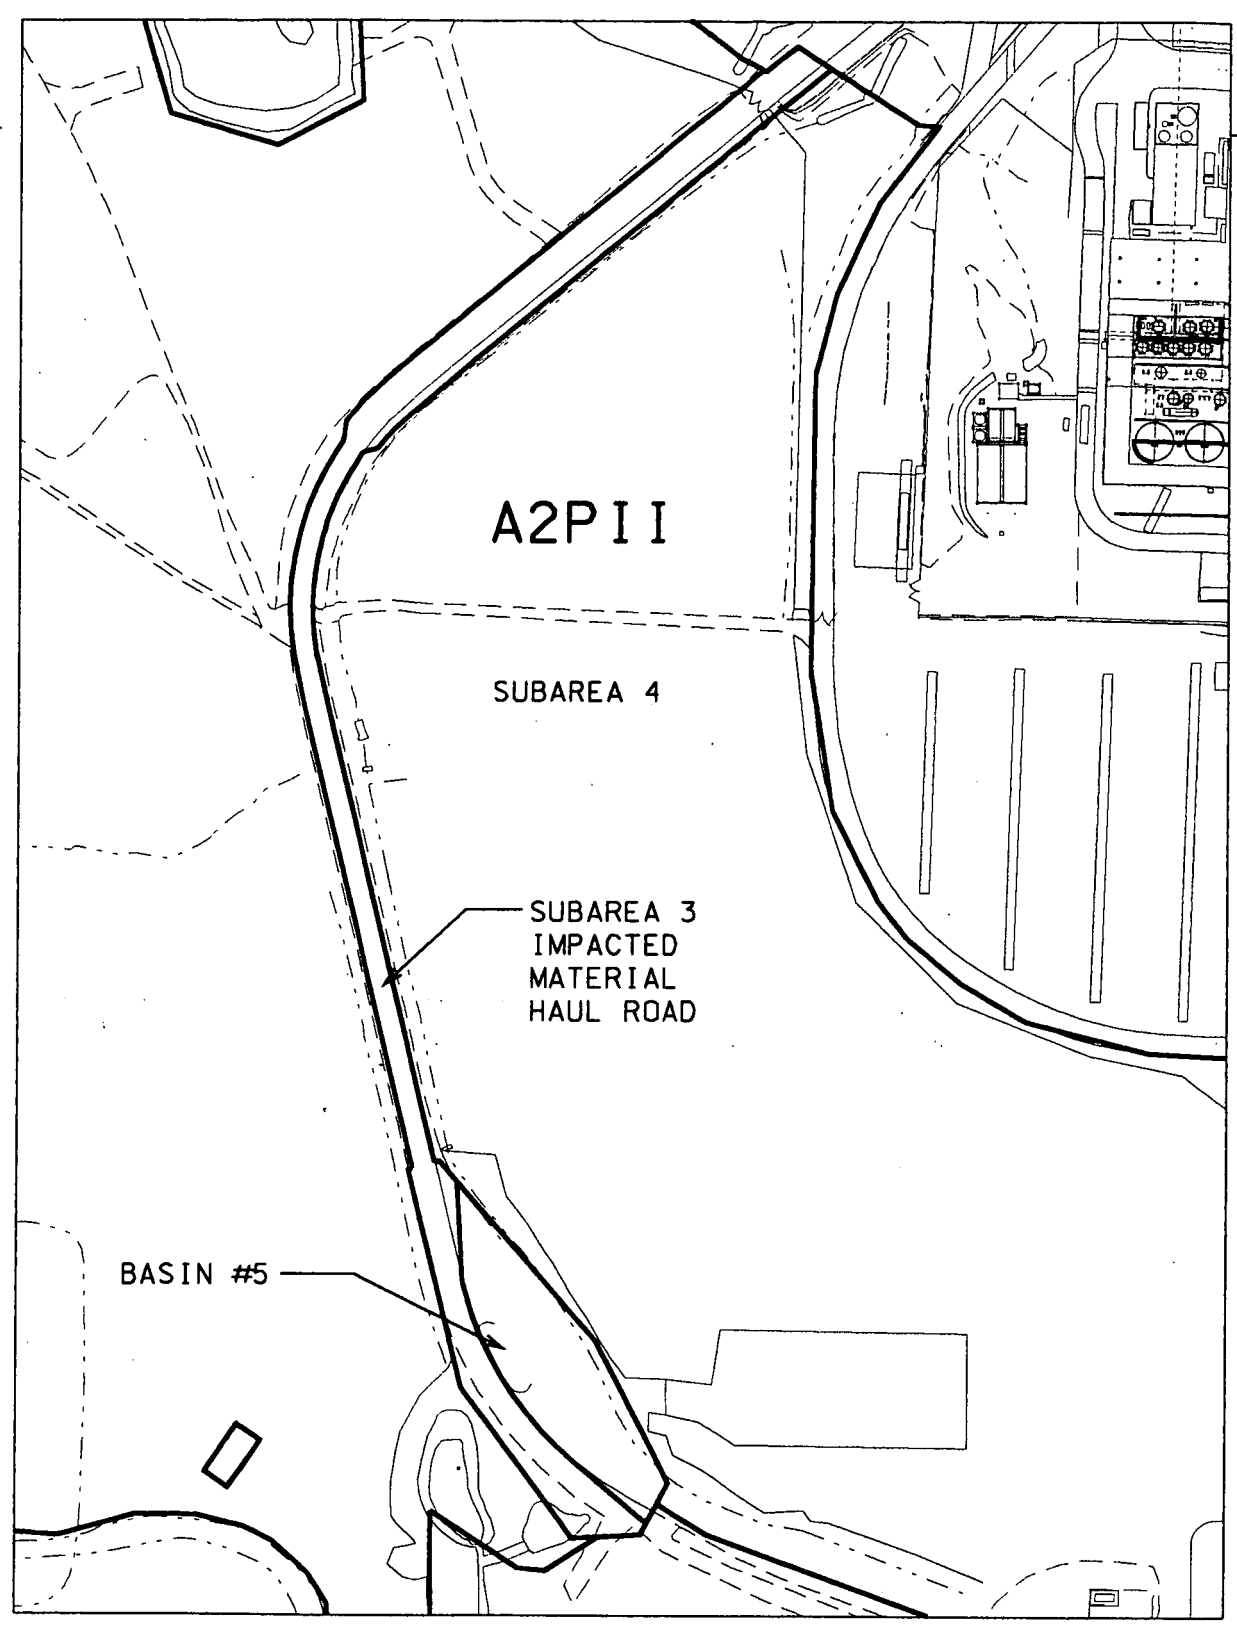 A2PII
SUBAREA 4
SUBAREA 3
IMPACTED
MATERIAL
HAUL ROAD
BASIN #5